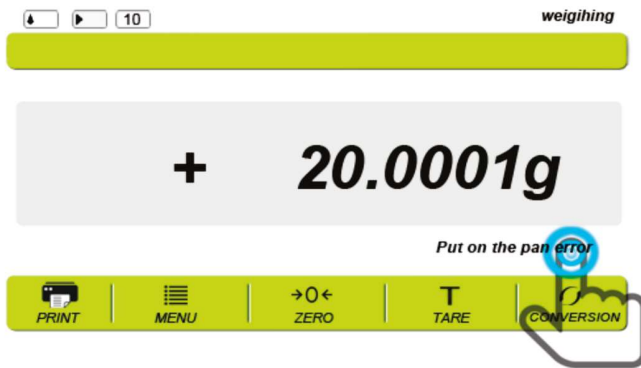 10 weigihing
+ 20.0001g
Put on the pan error
→0←
PRINT MENU ZERO TARE CONVERSION